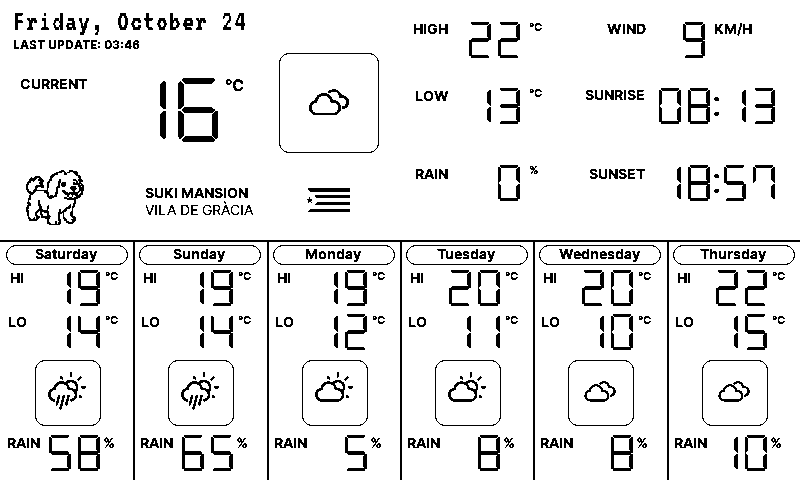 Friday, October 24
LAST UPDATE: 03:46
CURRENT 16 °C
HIGH 22 °C
LOW 13 °C
RAIN 0 %
WIND 9 KM/H
SUNRISE 08:13
SUNSET 18:57
SUKI MANSION
VILA DE GRÀCIA
Saturday
HI 19 °C
LO 14 °C
RAIN 58 %
Sunday
HI 19 °C
LO 14 °C
RAIN 65 %
Monday
HI 19 °C
LO 12 °C
RAIN 5 %
Tuesday
HI 20 °C
LO 11 °C
RAIN 8 %
Wednesday
HI 20 °C
LO 10 °C
RAIN 8 %
Thursday
HI 22 °C
LO 15 °C
RAIN 10 %